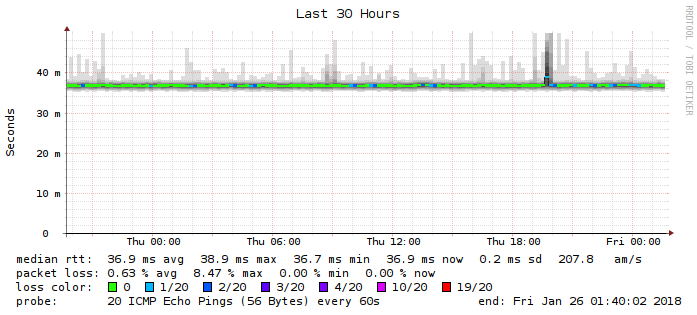 Last 30 Hours
RRDTOOL / TOBI OETIKER
Seconds
40 m
30 m
20 m
10 m
0
Thu 00:00 Thu 06:00 Thu 12:00 Thu 18:00 Fri 00:00
median rtt: 36.9 ms avg 38.9 ms max 36.7 ms min 36.9 ms now 0.2 ms sd 207.8 am/s
packet loss: 0.63 % avg 8.47 % max 0.00 % min 0.00 % now
loss color: 0 1/20 2/20 3/20 4/20 10/20 19/20
probe: 20 ICMP Echo Pings (56 Bytes) every 60s end: Fri Jan 26 01:40:02 2018